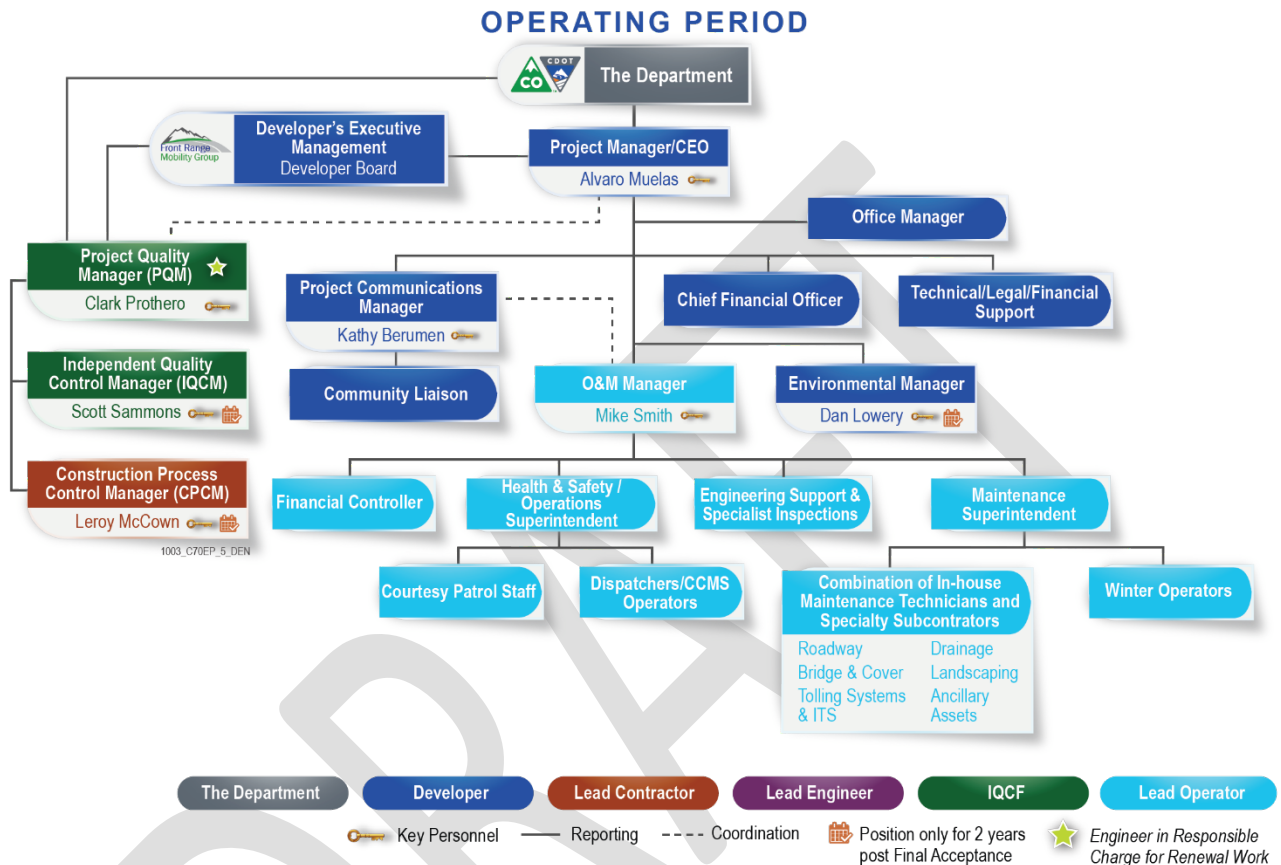 OPERATING PERIOD
CO
CDOT
The Department
Front Range
Mobility Group
Developer's Executive
Management
Developer Board
Project Manager/CEO
Alvaro Muelas
Office Manager
Project Quality
Manager (PQM)
Clark Prothero
Project Communications
Manager
Kathy Berumen
Chief Financial Officer
Technical/Legal/Financial
Support
Independent Quality
Control Manager (IQCM)
Scott Sammons
Community Liaison
O&M Manager
Mike Smith
Environmental Manager
Dan Lowery
Construction Process
Control Manager (CPCM)
Leroy McCown
1003_C70EP_5_DEN
Financial Controller
Health & Safety /
Operations
Superintendent
Engineering Support &
Specialist Inspections
Maintenance
Superintendent
Courtesy Patrol Staff
Dispatchers/CCMS
Operators
Combination of In-house
Maintenance Technicians and
Specialty Subcontrators
Roadway
Bridge & Cover
Tolling Systems
& ITS
Drainage
Landscaping
Ancillary
Assets
Winter Operators
DRAFT
The Department
Developer
Lead Contractor
Lead Engineer
IQCF
Lead Operator
Key Personnel
Reporting
Coordination
Position only for 2 years
post Final Acceptance
Engineer in Responsible
Charge for Renewal Work